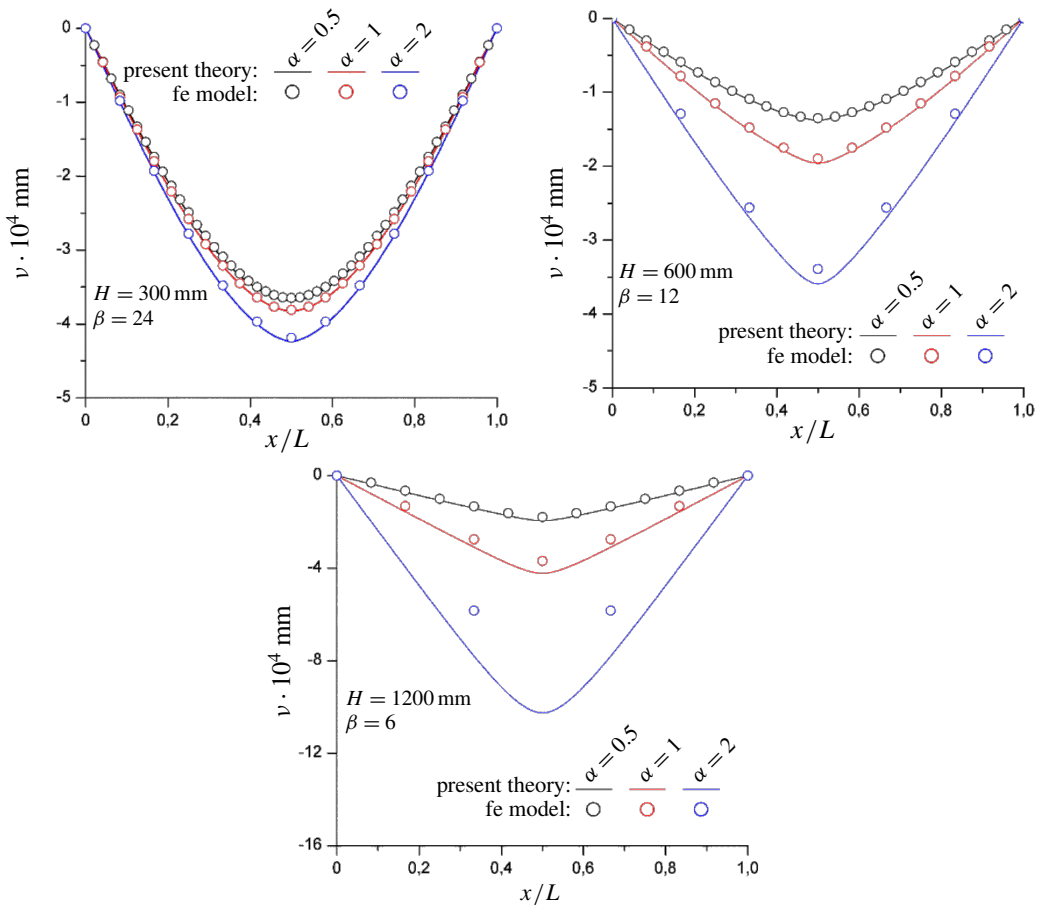 0
-1
-2
-3
-4
-5
ν · 10⁴ mm
α = 0.5
α = 1
α = 2
present theory:
fe model:
H = 300 mm
β = 24
0
0,2
0,4
0,6
0,8
1,0
x/L
0
-1
-2
-3
-4
-5
ν · 10⁴ mm
H = 600 mm
β = 12
α = 0.5
α = 1
α = 2
present theory:
fe model:
0
0,2
0,4
0,6
0,8
1,0
x/L
0
-4
-8
-12
-16
ν · 10⁴ mm
H = 1200 mm
β = 6
α = 0.5
α = 1
α = 2
present theory:
fe model:
0
0,2
0,4
0,6
0,8
1,0
x/L